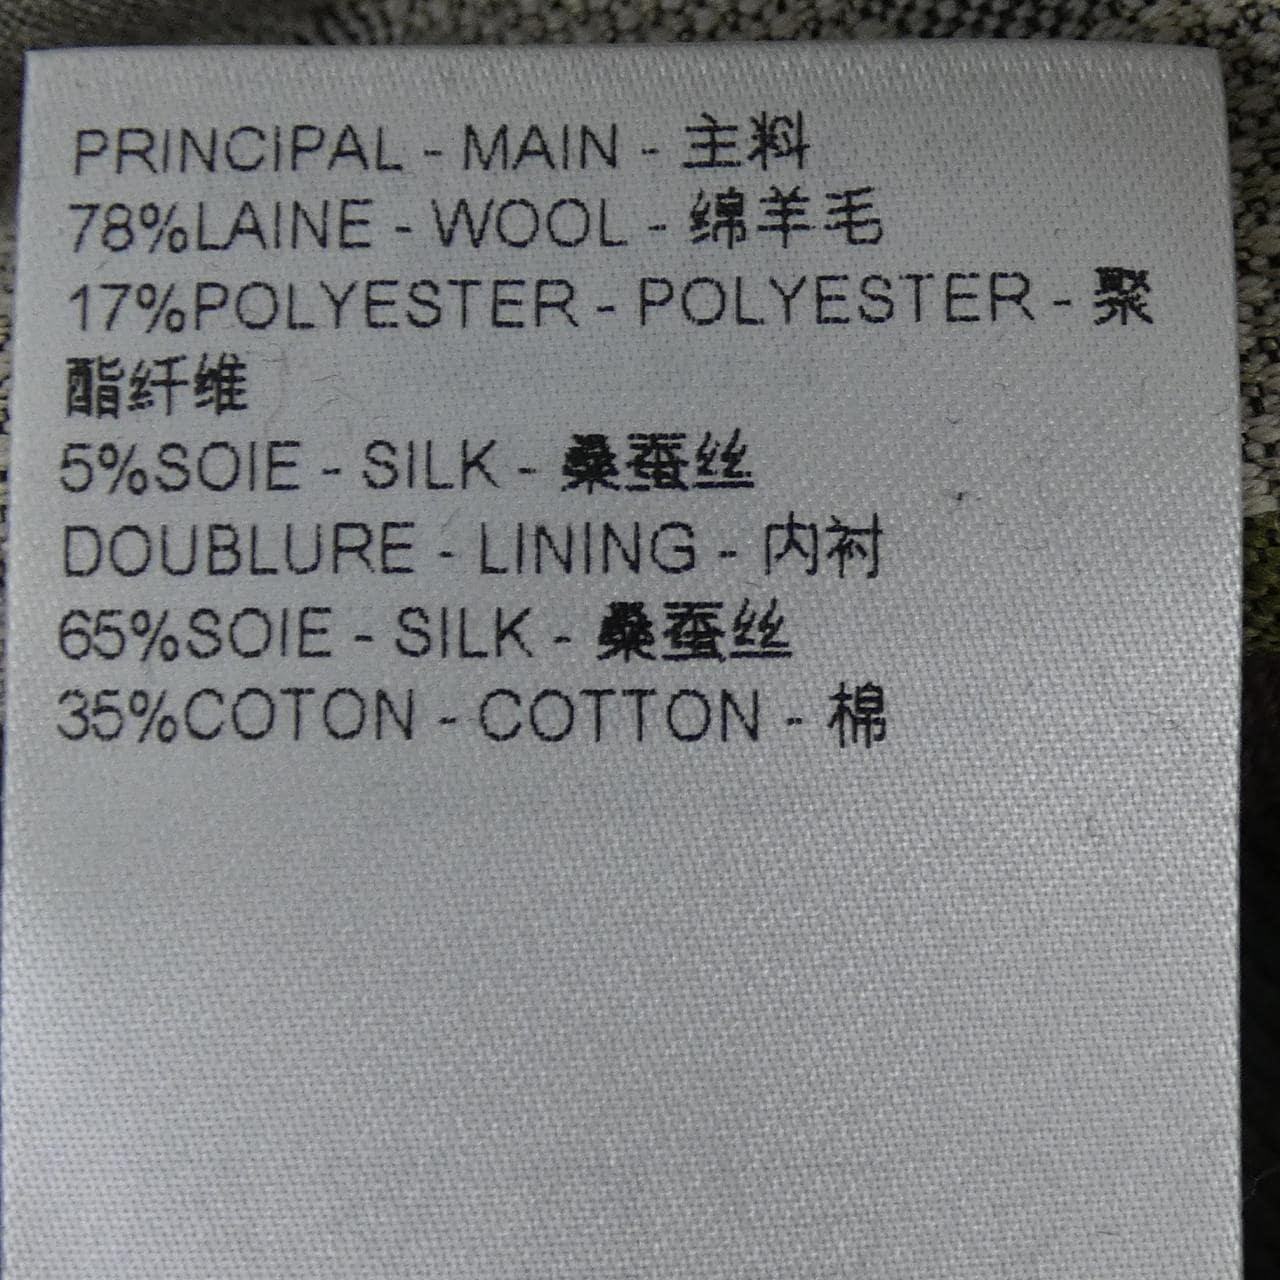 PRINCIPAL - MAIN - 主料
78%LAINE - WOOL - 绵羊毛
17%POLYESTER - POLYESTER - 聚
酯纤维
5%SOIE - SILK - 桑蚕丝
DOUBLURE - LINING - 内衬
65%SOIE - SILK - 桑蚕丝
35%COTON - COTTON - 棉